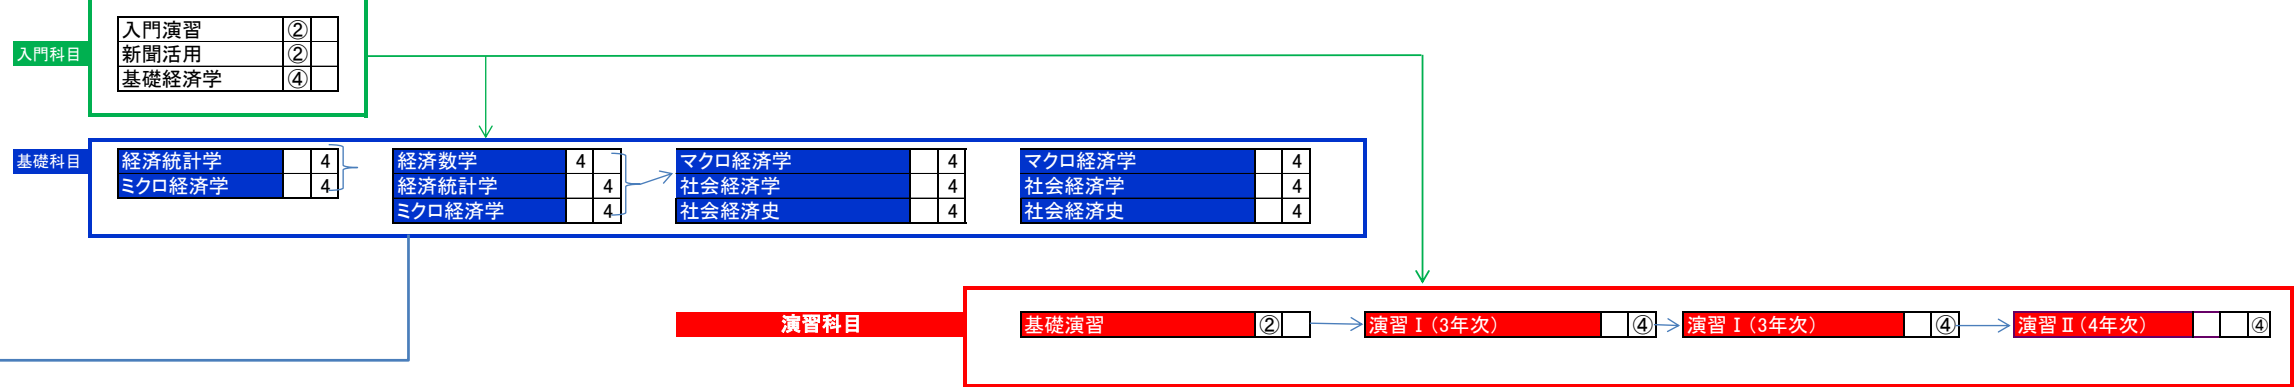 入門科目
入門演習 ②
新聞活用 ②
基礎経済学 ④
基礎科目
経済統計学 4
ミクロ経済学 4
経済数学 4
経済統計学 4
ミクロ経済学 4
マクロ経済学 4
社会経済学 4
社会経済史 4
マクロ経済学 4
社会経済学 4
社会経済史 4
演習科目
基礎演習 ②
演習Ⅰ(3年次) ④
演習Ⅰ(3年次) ④
演習Ⅱ(4年次) ④